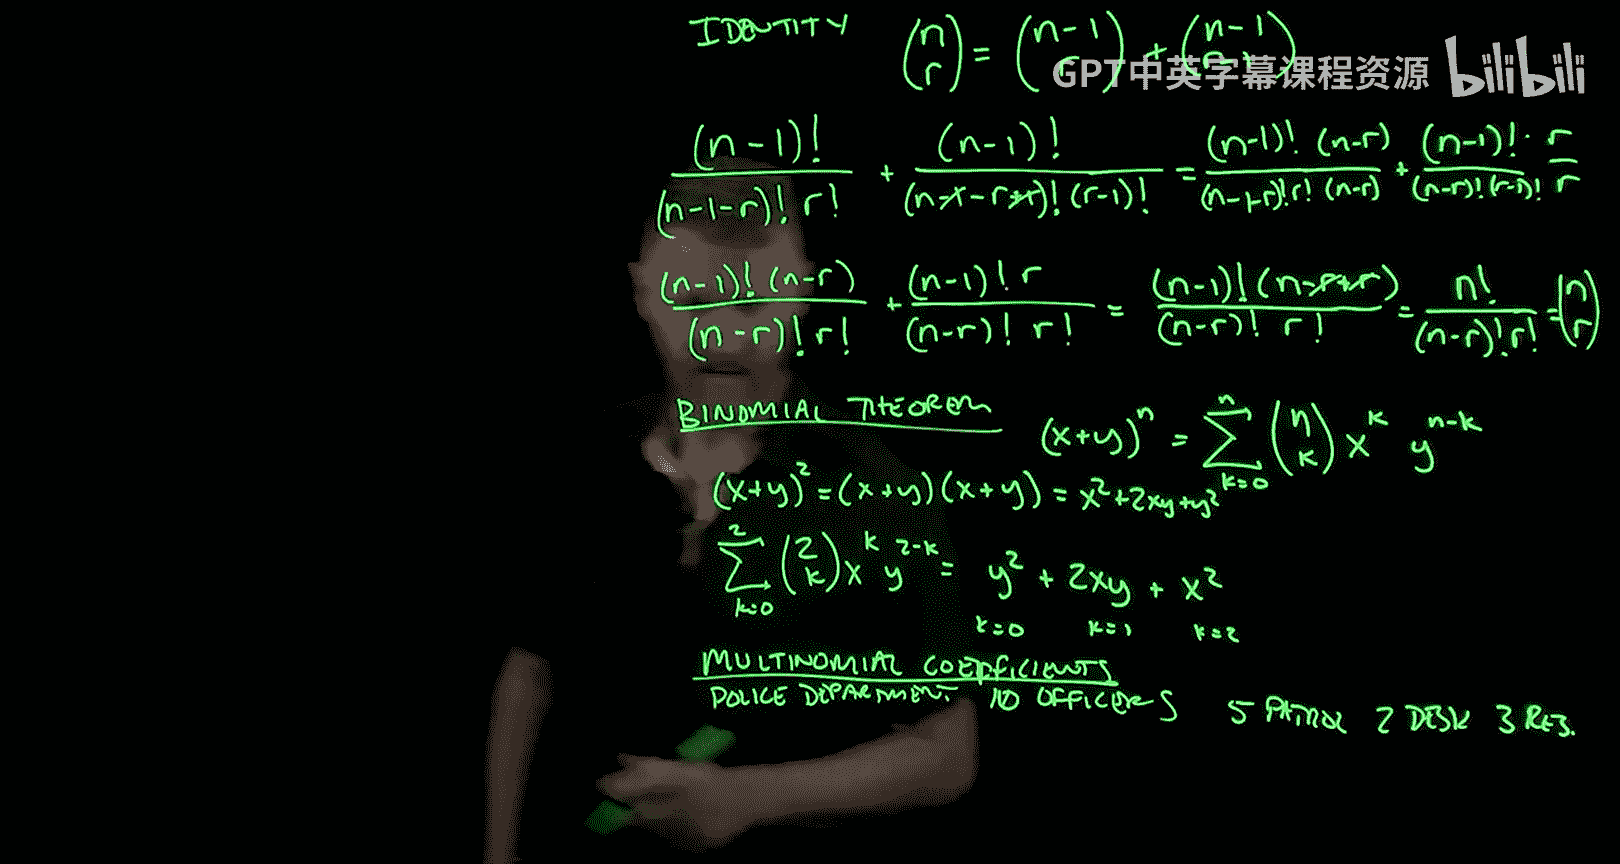 IDENTITY (n r) = (n-1 r) + (n-1 r-1)
GPT中英字幕课程资源 bilibili
(n-1)! / (n-1-r)! r! + (n-1)! / (n-1-r+1)! (r-1)! = (n-1)! (n-r) / (n-1-r)! r! (n-r) + (n-1)! · r / (n-r)! (r-1)! r
(n-1)! (n-r) / (n-r)! r! + (n-1)! r / (n-r)! r! = (n-1)! (n-r+r) / (n-r)! r! = n! / (n-r)! r! = (n r)
BINOMIAL THEOREM (x+y)^n = ∑_{k=0}^{n} (n k) x^k y^{n-k}
(x+y)^2 = (x+y)(x+y) = x^2+2xy+y^2
∑_{k=0}^{2} (2 k) x^k y^{2-k} = y^2 + 2xy + x^2
k=0 k=1 k=2
MULTINOMIAL COEFFICIENTS
POLICE DEPARTMENT 10 OFFICERS 5 PATROL 2 DESK 3 RES.